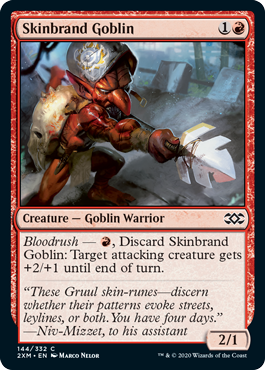 Skinbrand Goblin 1
Creature — Goblin Warrior
Bloodrush — , Discard Skinbrand
Goblin: Target attacking creature gets
+2/+1 until end of turn.
“These Gruul skin-runes—discern
whether their patterns evoke streets,
leylines, or both. You have four days.”
—Niv-Mizzet, to his assistant
2/1
144/332 C
2XM • EN Marco Nelor
™ & © 2020 Wizards of the Coast